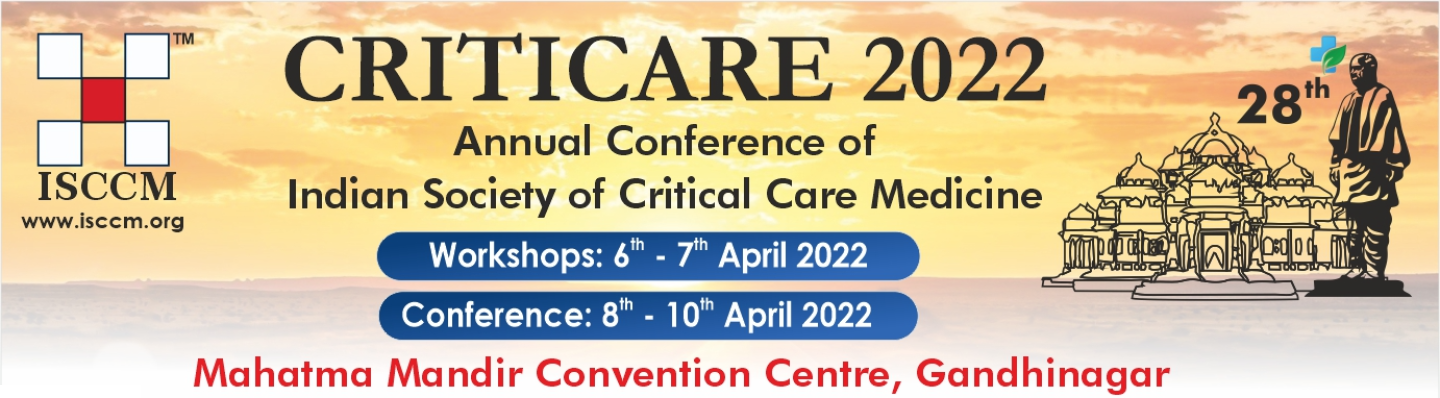 TM
ISCCM
www.isccm.org
CRITICARE 2022
Annual Conference of
Indian Society of Critical Care Medicine
Workshops: 6th - 7th April 2022
Conference: 8th - 10th April 2022
Mahatma Mandir Convention Centre, Gandhinagar
28th